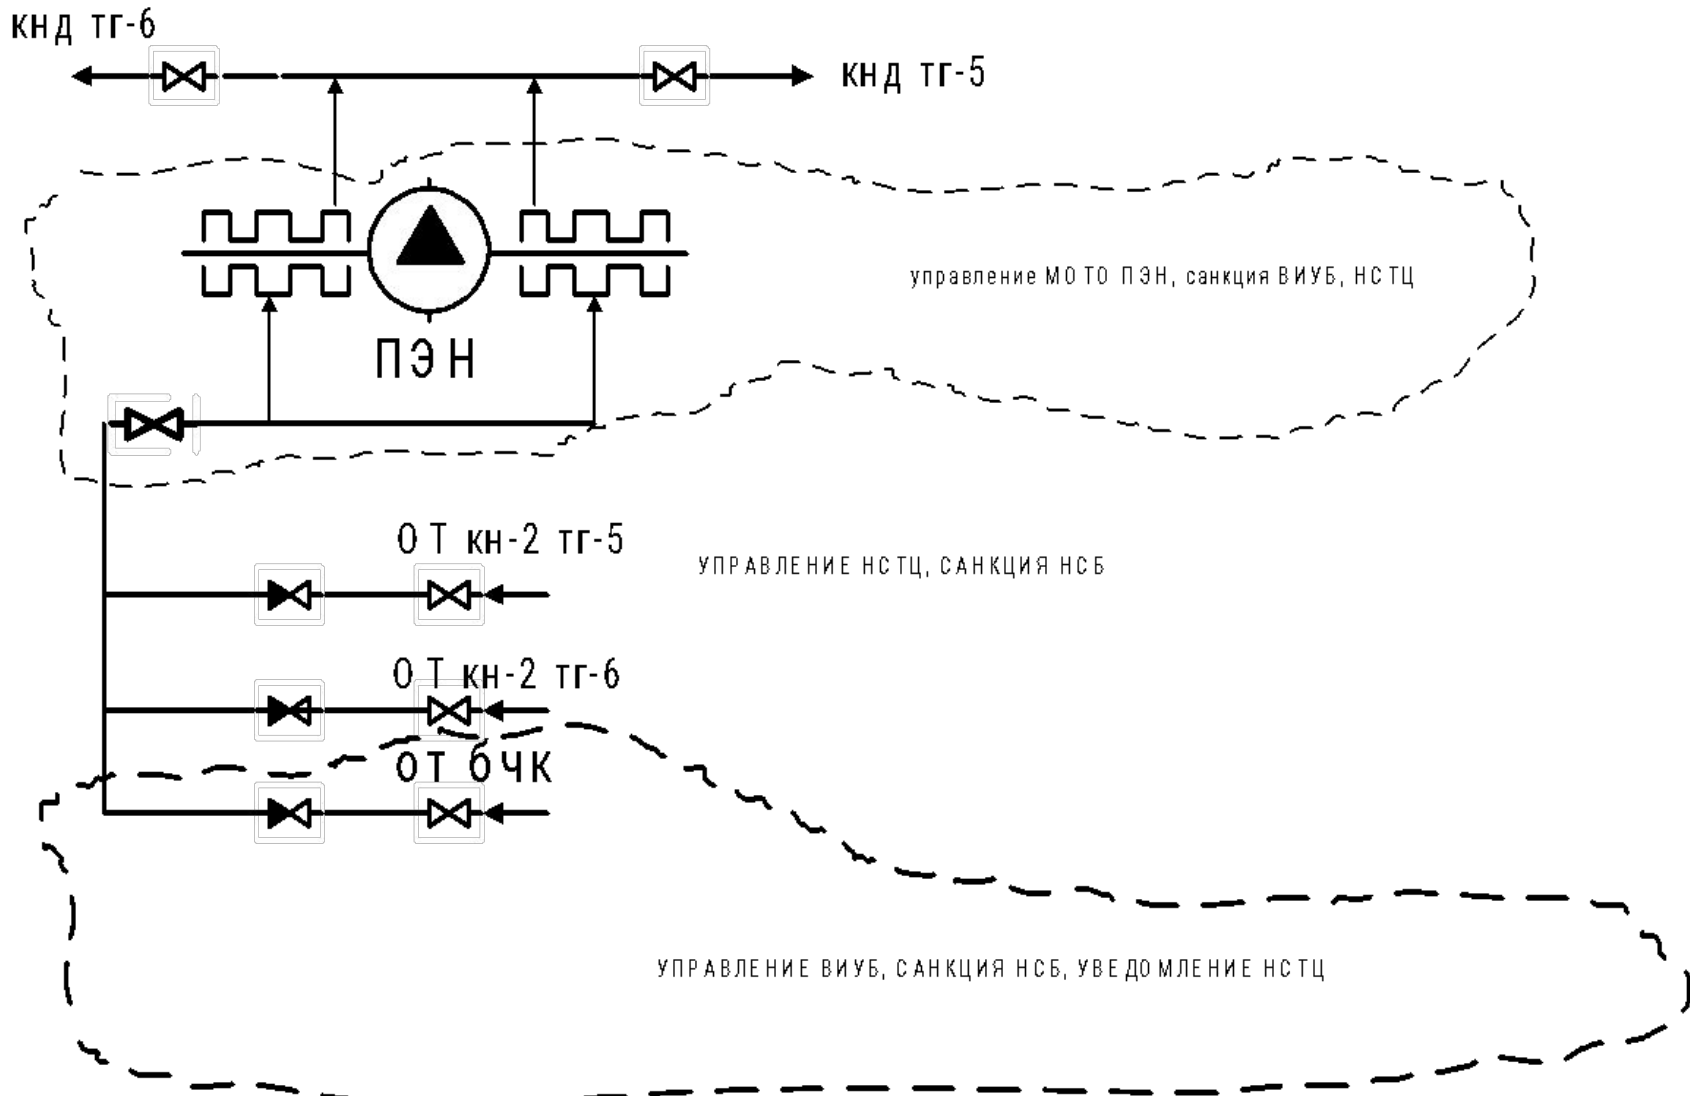 кнд тг-6
кнд тг-5
управление МОТО ПЭН, санкция ВИУБ, НСТЦ
ПЭН
ОТ кн-2 тг-5
УПРАВЛЕНИЕ НСТЦ, САНКЦИЯ НСБ
ОТ кн-2 тг-6
от бчк
УПРАВЛЕНИЕ ВИУБ, САНКЦИЯ НСБ, УВЕДОМЛЕНИЕ НСТЦ